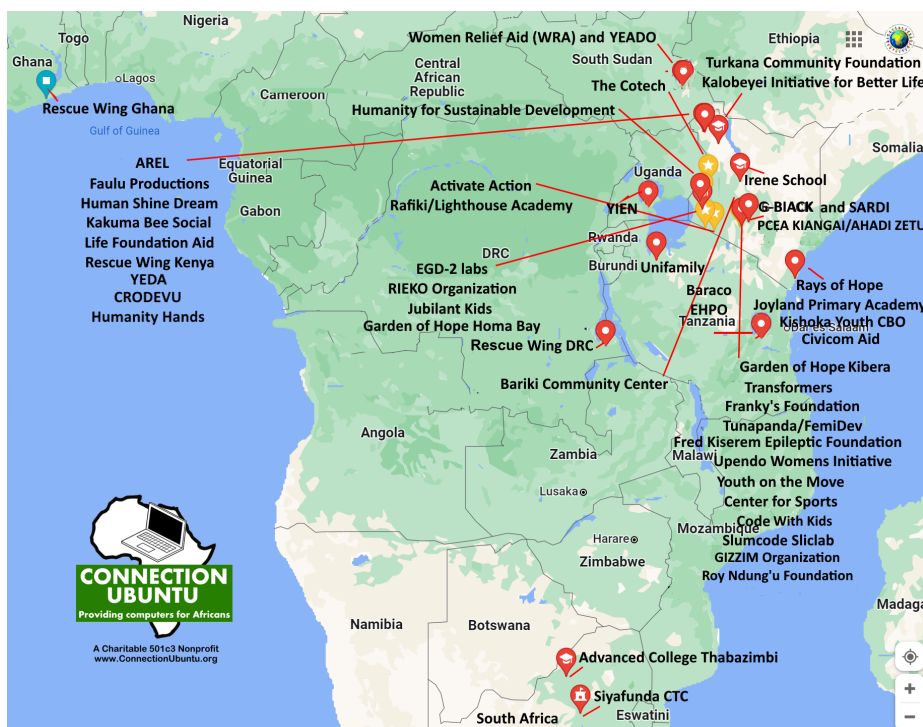 Nigeria
Togo
Ghana
Lagos
Rescue Wing Ghana
Gulf of Guinea
Cameroon
Central
African
Republic
Equatorial
Guinea
Gabon
Women Relief Aid (WRA) and YEADO
South Sudan
Ethiopia
The Cotech
Turkana Community Foundation
Kalobeyei Initiative for Better Life
Humanity for Sustainable Development
Somalia
AREL
Faulu Productions
Human Shine Dream
Kakuma Bee Social
Life Foundation Aid
Rescue Wing Kenya
YEDA
CRODEVU
Humanity Hands
Uganda
Irene School
Activate Action
Rafiki/Lighthouse Academy
YIEN
G-BIACK and SARDI
PCEA KIANGAI/AHADI ZETU
Rwanda
Burundi
DRC
Unifamily
EGD-2 labs
RIEKO Organization
Jubilant Kids
Garden of Hope Homa Bay
Rescue Wing DRC
Baraco
EHPO
Tanzania
Rays of Hope
Joyland Primary Academy
Kishoka Youth CBO
Dar es Salaam
Civicom Aid
Bariki Community Center
Garden of Hope Kibera
Transformers
Franky's Foundation
Tunapanda/FemiDev
Fred Kiserem Epileptic Foundation
Upendo Womens Initiative
Youth on the Move
Center for Sports
Code With Kids
Slumcode Sliclab
GIZZIM Organization
Roy Ndung'u Foundation
Angola
Zambia
Malawi
Lusaka
Mozambique
Harare
Zimbabwe
Namibia
Botswana
Madaga
CONNECTION
UBUNTU
Providing computers for Africans
A Charitable 501c3 Nonprofit
www.ConnectionUbuntu.org
Advanced College Thabazimbi
Siyafunda CTC
South Africa
Eswatini